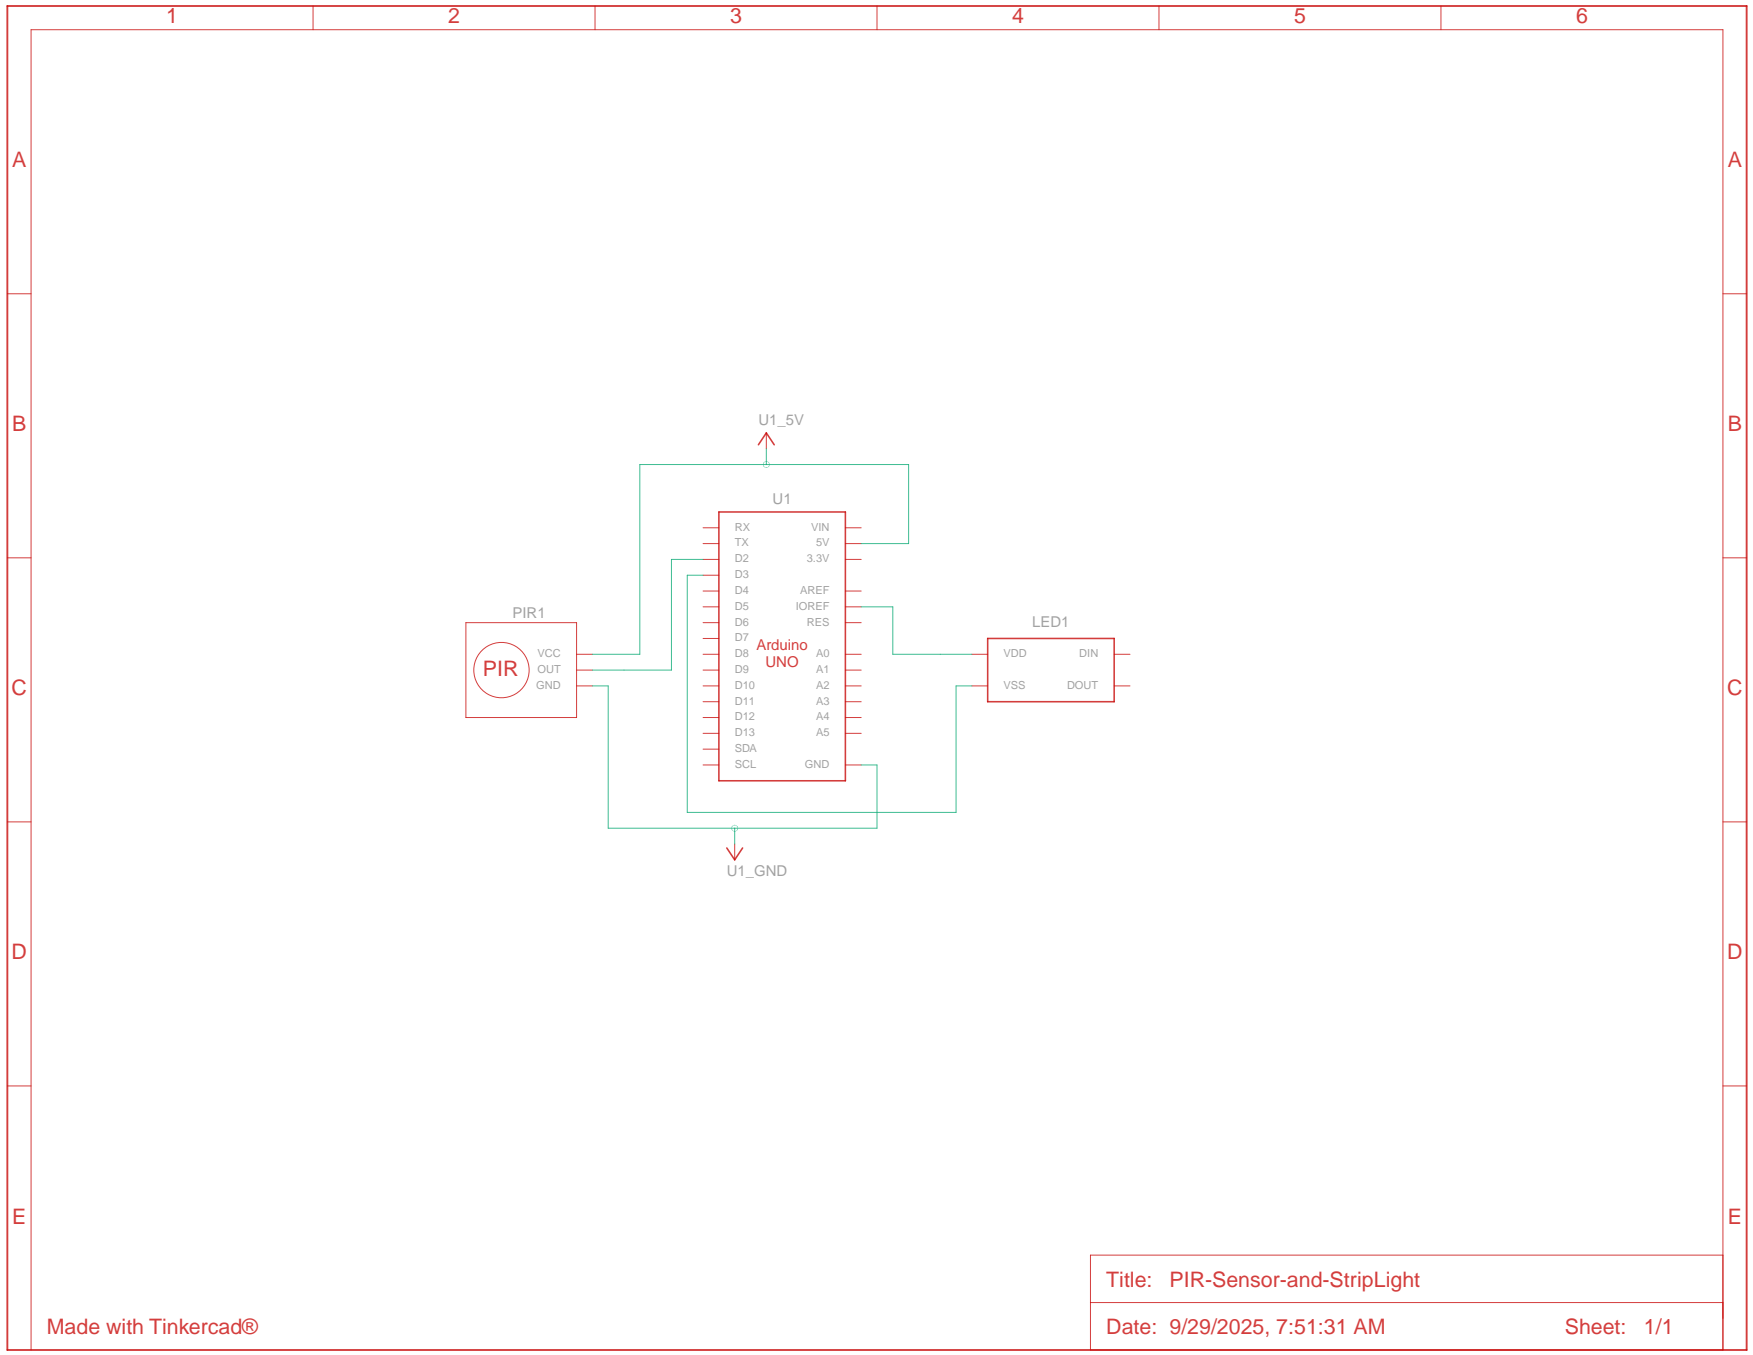 1 2 3 4 5 6
A A
B B
U1_5V
U1
RX VIN
TX 5V
D2 3.3V
D3
D4 AREF
D5 IOREF
D6 RES
D7
D8 A0
D9 A1
D10 A2
D11 A3
D12 A4
D13 A5
SDA
SCL GND
Arduino
UNO
PIR1
PIR
VCC
OUT
GND
LED1
VDD DIN
VSS DOUT
C C
U1_GND
D D
E E
Title: PIR-Sensor-and-StripLight
Made with Tinkercad®
Date: 9/29/2025, 7:51:31 AM Sheet: 1/1